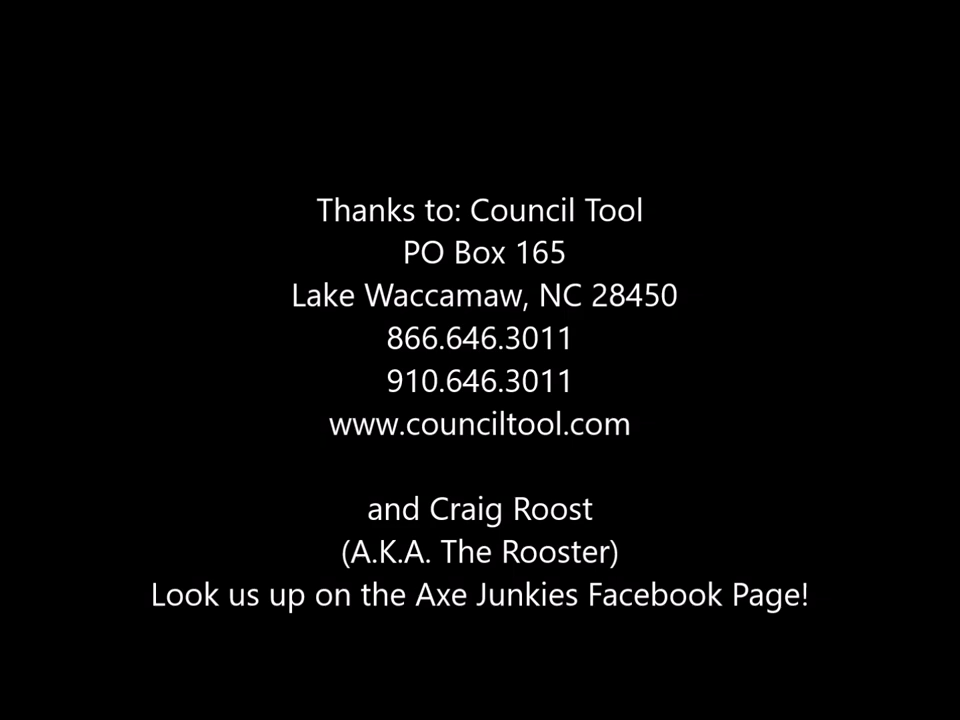 Thanks to: Council Tool
PO Box 165
Lake Waccamaw, NC 28450
866.646.3011
910.646.3011
www.counciltool.com
and Craig Roost
(A.K.A. The Rooster)
Look us up on the Axe Junkies Facebook Page!